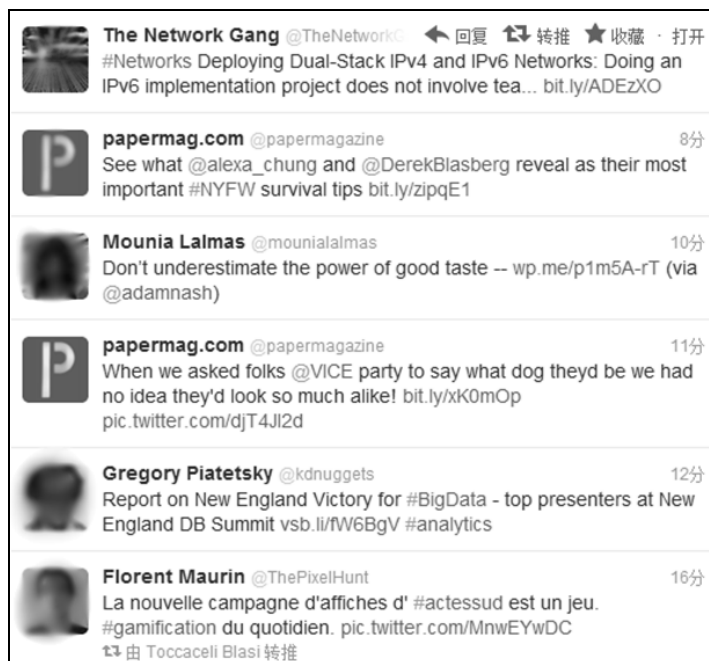 The Network Gang @TheNetworkG 回复 转推 收藏 · 打开
#Networks Deploying Dual-Stack IPv4 and IPv6 Networks: Doing an
IPv6 implementation project does not involve tea... bit.ly/ADEzXO
papermag.com @papermagazine 8分
See what @alexa_chung and @DerekBlasberg reveal as their most
important #NYFW survival tips bit.ly/zipqE1
Mounia Lalmas @mounialalmas 10分
Don't underestimate the power of good taste -- wp.me/p1m5A-rT (via
@adamnash)
papermag.com @papermagazine 11分
When we asked folks @VICE party to say what dog theyd be we had
no idea they'd look so much alike! bit.ly/xK0mOp
pic.twitter.com/djT4Jl2d
Gregory Piatetsky @kdnuggets 12分
Report on New England Victory for #BigData - top presenters at New
England DB Summit vsb.li/fW6BgV #analytics
Florent Maurin @ThePixelHunt 16分
La nouvelle campagne d'affiches d' #actessud est un jeu.
#gamification du quotidien. pic.twitter.com/MnwEYwDC
由 Toccaceli Blasi 转推